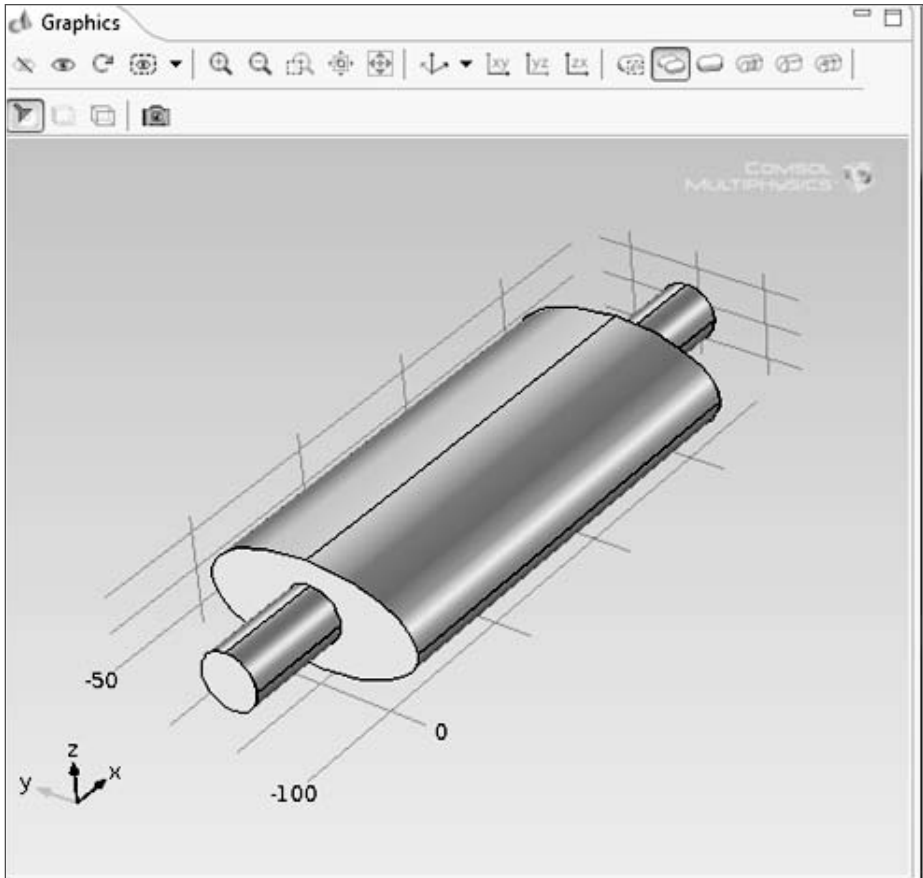 Graphics
xy yz zx
COMSOL
MULTIPHYSICS
-50
0
z
y x
-100